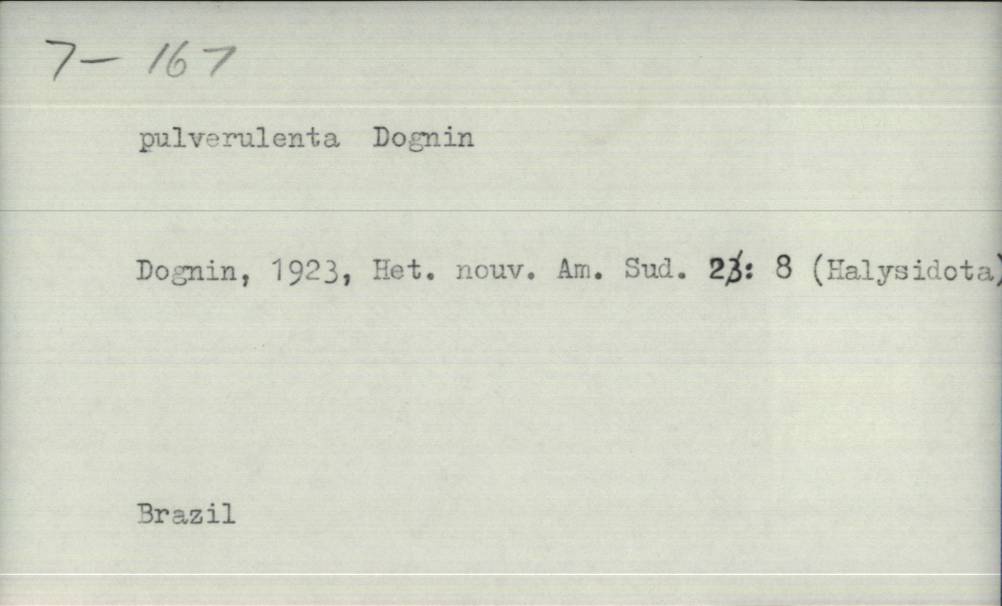 7- 167
pulverulenta Dognin
Dognin, 1923, Het. nouv. Am. Sud. 23: 8 (Halysidota)
Brazil